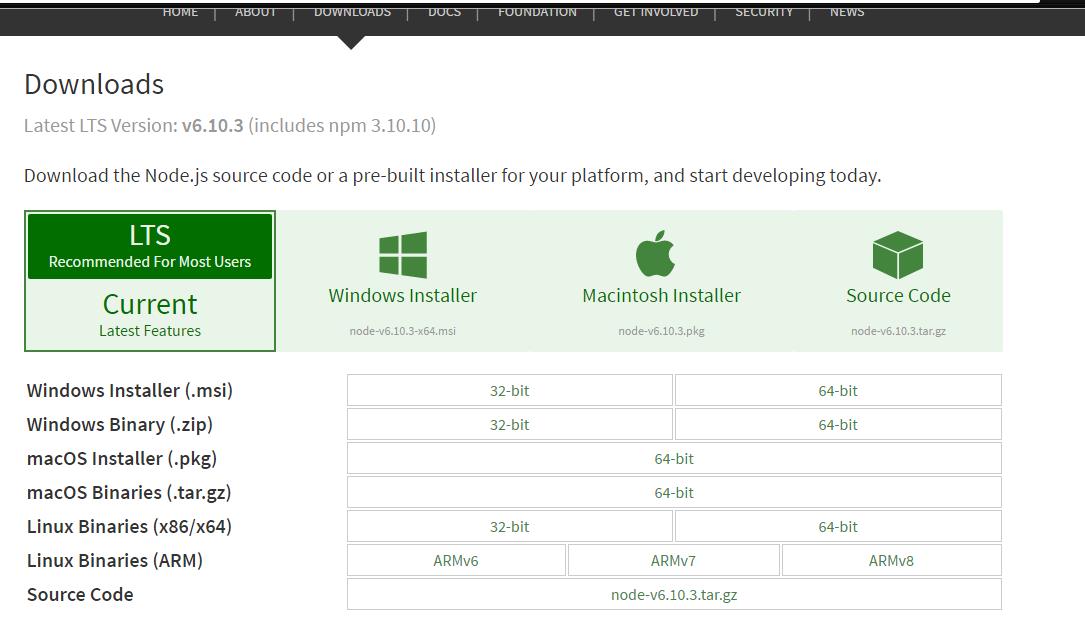 HOME | ABOUT | DOWNLOADS | DOCS | FOUNDATION | GET INVOLVED | SECURITY | NEWS
Downloads
Latest LTS Version: v6.10.3 (includes npm 3.10.10)
Download the Node.js source code or a pre-built installer for your platform, and start developing today.
LTS
Recommended For Most Users
Current
Latest Features
Windows Installer
node-v6.10.3-x64.msi
Macintosh Installer
node-v6.10.3.pkg
Source Code
node-v6.10.3.tar.gz
Windows Installer (.msi) 32-bit 64-bit
Windows Binary (.zip) 32-bit 64-bit
macOS Installer (.pkg) 64-bit
macOS Binaries (.tar.gz) 64-bit
Linux Binaries (x86/x64) 32-bit 64-bit
Linux Binaries (ARM) ARMv6 ARMv7 ARMv8
Source Code node-v6.10.3.tar.gz